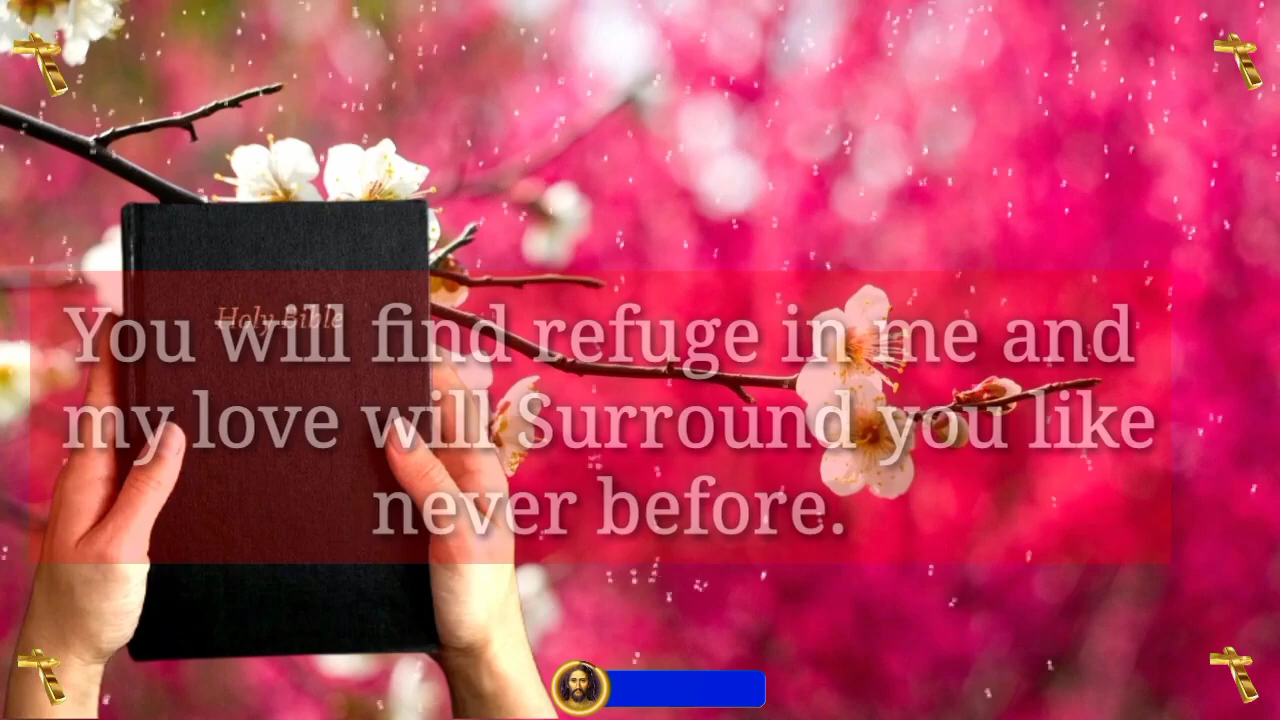 Holy Bible
You will find refuge in me and
my love will Surround you like
never before.